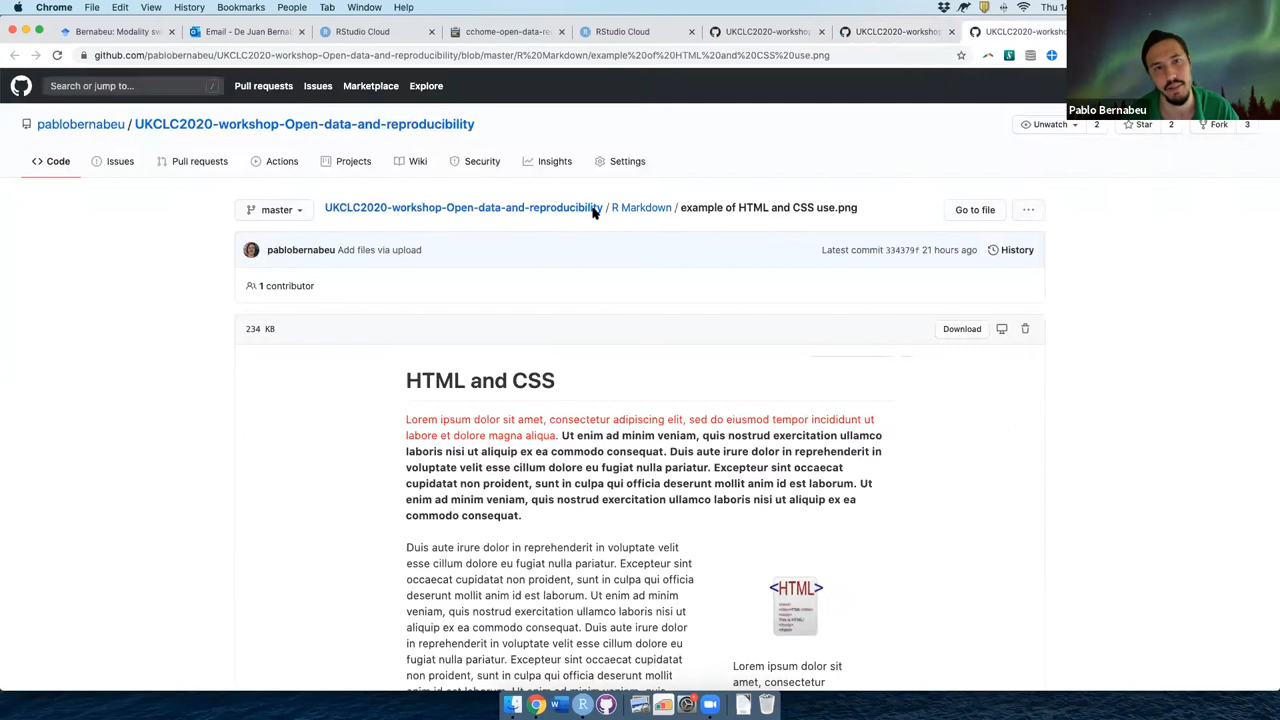 Chrome File Edit View History Bookmarks People Tab Window Help Thu 14
Bernabeu: Modality sw
Email - De Juan Berna
RStudio Cloud
cchome-open-data-re
RStudio Cloud
UKCLC2020-worksh
UKCLC2020-worksh
UKCLC2020-worksh
github.com/pablobernabeu/UKCLC2020-workshop-Open-data-and-reproducibility/blob/master/R%20Markdown/example%20of%20HTML%20and%20CSS%20use.png
Pablo Bernabeu
Search or jump to... / Pull requests Issues Marketplace Explore
pablobernabeu / UKCLC2020-workshop-Open-data-and-reproducibility
Unwatch 2 Star 2 Fork 3
<> Code Issues Pull requests Actions Projects Wiki Security Insights Settings
master UKCLC2020-workshop-Open-data-and-reproducibility / R Markdown / example of HTML and CSS use.png Go to file ...
pablobernabeu Add files via upload Latest commit 334379f 21 hours ago History
1 contributor
234 KB Download
HTML and CSS
Lorem ipsum dolor sit amet, consectetur adipiscing elit, sed do eiusmod tempor incididunt ut
labore et dolore magna aliqua. Ut enim ad minim veniam, quis nostrud exercitation ullamco
laboris nisi ut aliquip ex ea commodo consequat. Duis aute irure dolor in reprehenderit in
voluptate velit esse cillum dolore eu fugiat nulla pariatur. Excepteur sint occaecat
cupidatat non proident, sunt in culpa qui officia deserunt mollit anim id est laborum. Ut
enim ad minim veniam, quis nostrud exercitation ullamco laboris nisi ut aliquip ex ea
commodo consequat.
Duis aute irure dolor in reprehenderit in voluptate velit
esse cillum dolore eu fugiat nulla pariatur. Excepteur sint
occaecat cupidatat non proident, sunt in culpa qui officia
deserunt mollit anim id est laborum. Ut enim ad minim
veniam, quis nostrud exercitation ullamco laboris nisi ut
aliquip ex ea commodo consequat. Duis aute irure dolor
in reprehenderit in voluptate velit esse cillum dolore eu
fugiat nulla pariatur. Excepteur sint occaecat cupidatat
non proident, sunt in culpa qui officia deserunt mollit
anim id est laborum. Ut enim ad minim veniam, quis
<HTML>
Lorem ipsum dolor sit
amet, consectetur